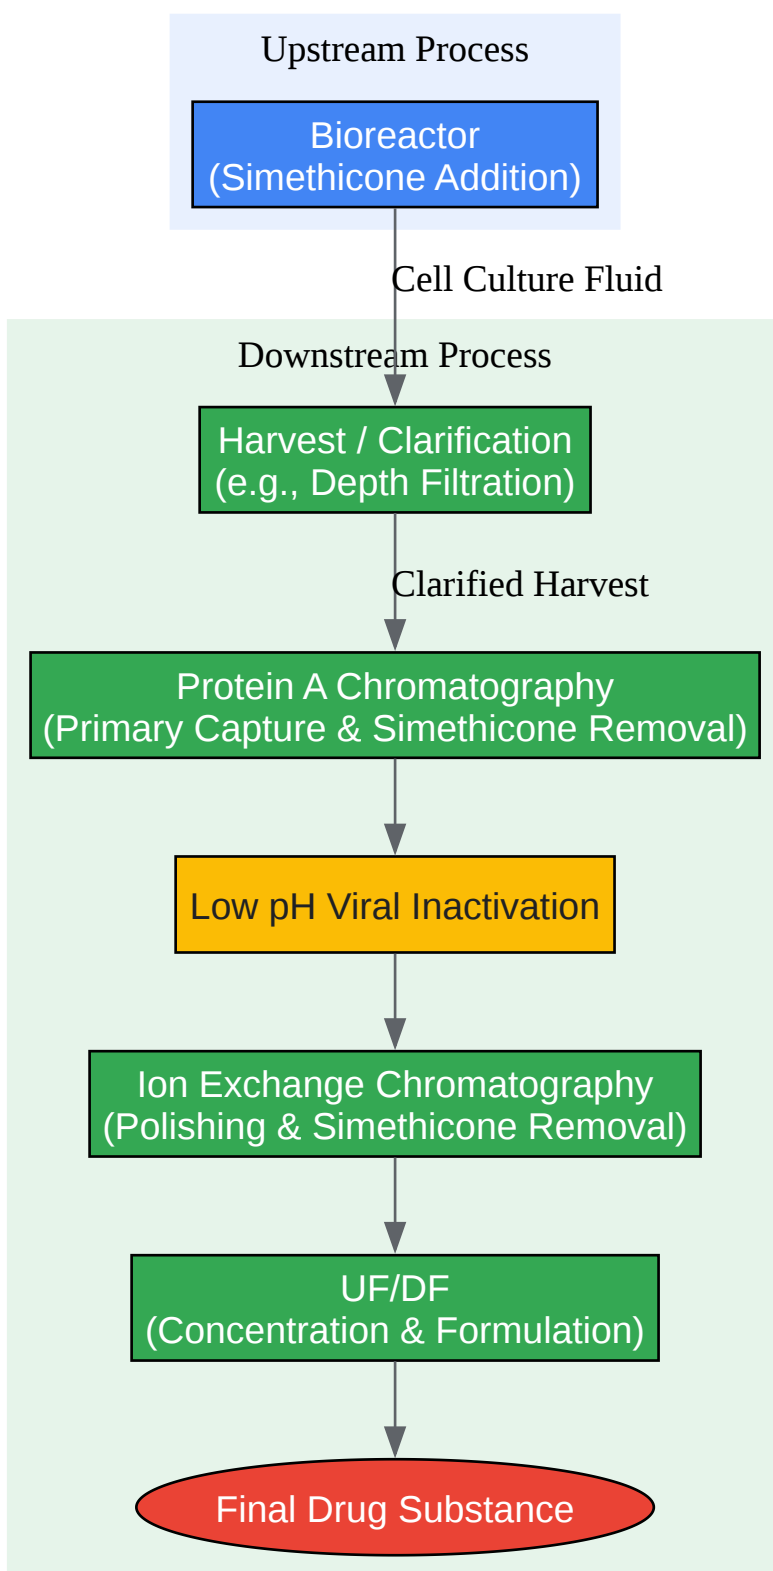 Upstream Process
Bioreactor
(Simethicone Addition)
Cell Culture Fluid
Downstream Process
Harvest / Clarification
(e.g., Depth Filtration)
Clarified Harvest
Protein A Chromatography
(Primary Capture & Simethicone Removal)
Low pH Viral Inactivation
Ion Exchange Chromatography
(Polishing & Simethicone Removal)
UF/DF
(Concentration & Formulation)
Final Drug Substance